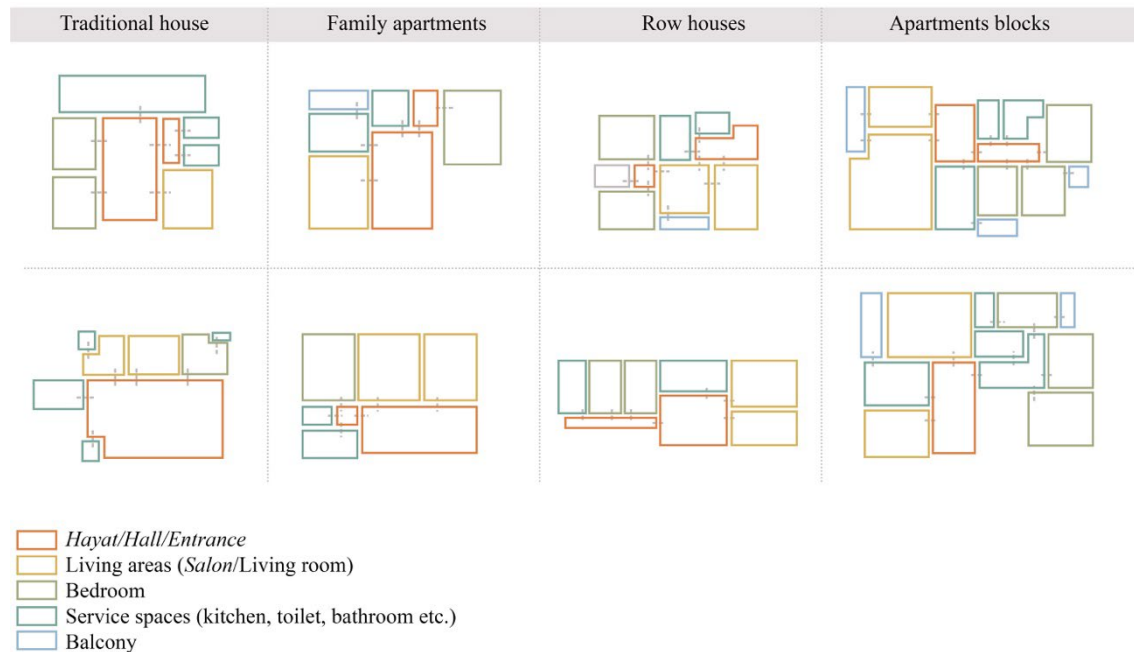 Traditional house
Family apartments
Row houses
Apartments blocks
Hayat/Hall/Entrance
Living areas (Salon/Living room)
Bedroom
Service spaces (kitchen, toilet, bathroom etc.)
Balcony